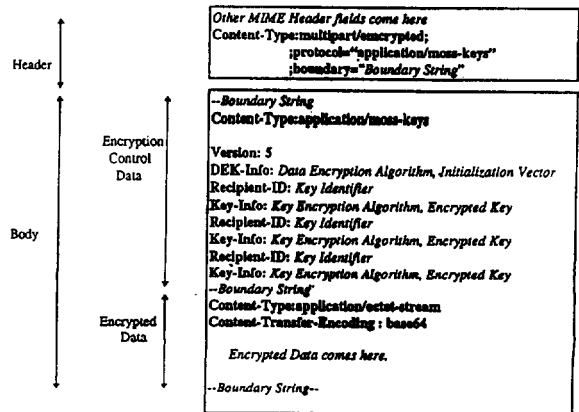 Other MIME Header fields come here
Content-Type:multipart/encrypted;
;protocol="application/moss-keys"
;boundary="Boundary String"
Header
--Boundary String
Content-Type:application/moss-keys
Encryption
Control
Data
Version: 5
DEK-Info: Data Encryption Algorithm, Initialization Vector
Recipient-ID: Key Identifier
Key-Info: Key Encryption Algorithm, Encrypted Key
Recipient-ID: Key Identifier
Key-Info: Key Encryption Algorithm, Encrypted Key
Recipient-ID: Key Identifier
Key-Info: Key Encryption Algorithm, Encrypted Key
Body
--Boundary String
Content-Type:application/octet-stream
Content-Transfer-Encoding : base64
Encrypted
Data
Encrypted Data comes here.
--Boundary String--